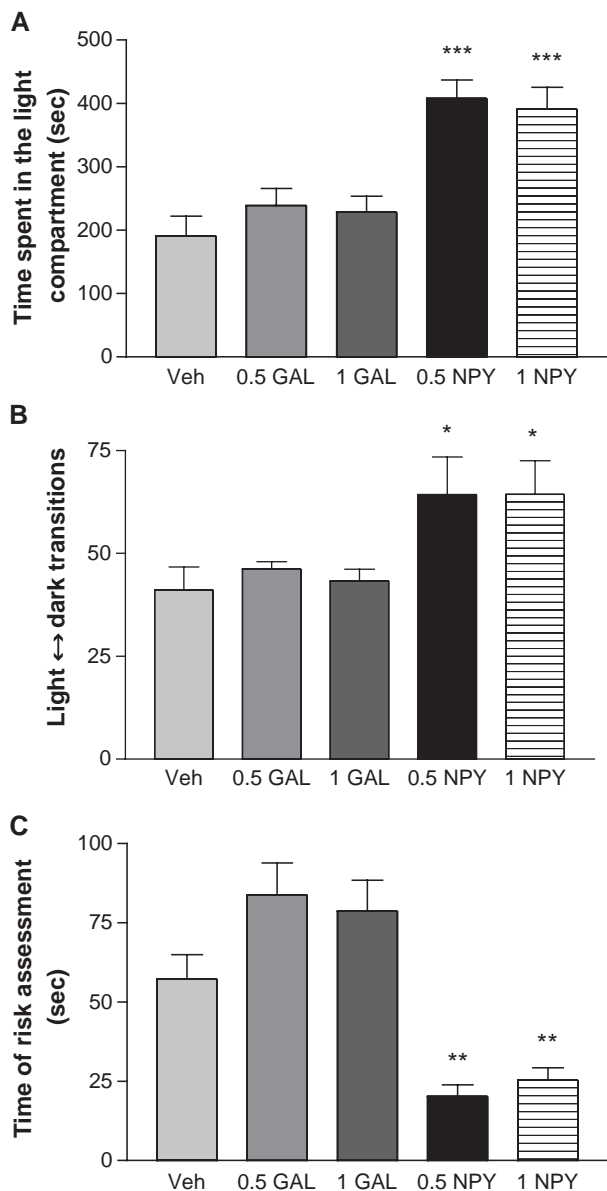 A
500
400
300
200
100
0
Time spent in the light
compartment (sec)
***
***
Veh
0.5 GAL
1 GAL
0.5 NPY
1 NPY
B
75
50
25
0
Light ↔ dark transitions
*
*
Veh
0.5 GAL
1 GAL
0.5 NPY
1 NPY
C
100
75
50
25
0
Time of risk assessment
(sec)
**
**
Veh
0.5 GAL
1 GAL
0.5 NPY
1 NPY